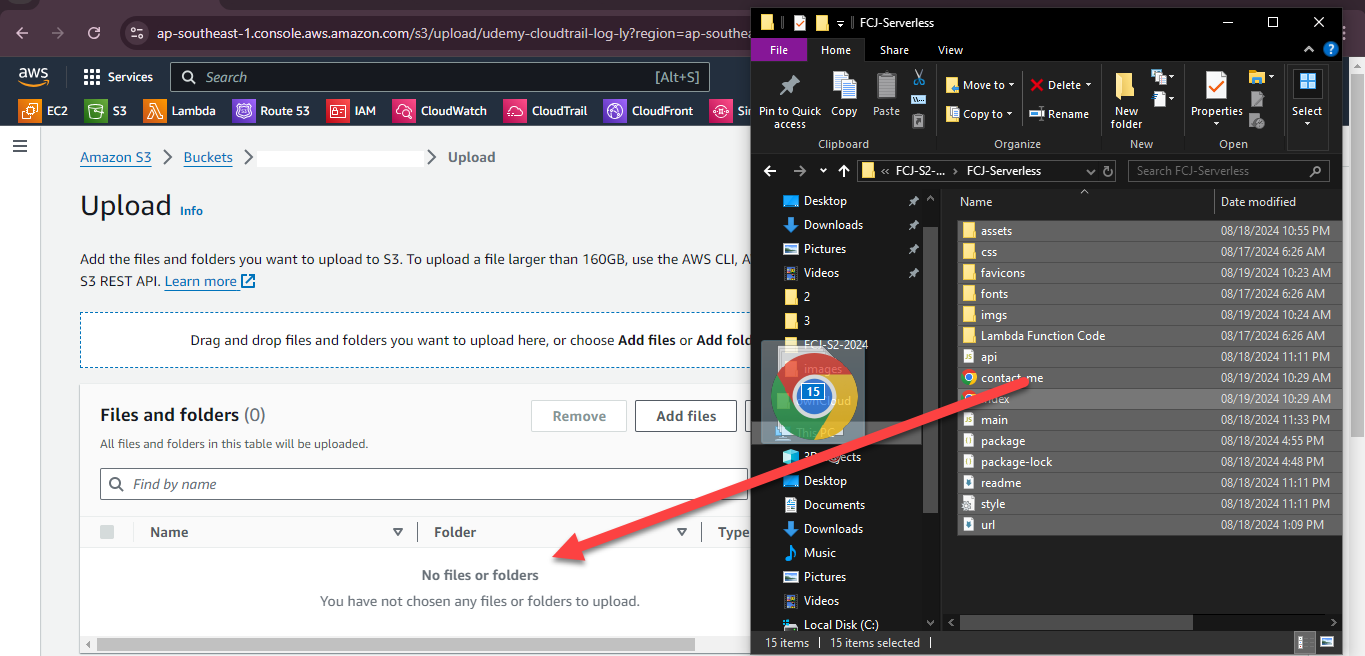 ap-southeast-1.console.aws.amazon.com/s3/upload/udemy-cloudtrail-log-ly?region=ap-southea
aws
Services
Search
[Alt+S]
EC2
S3
Lambda
Route 53
IAM
CloudWatch
CloudTrail
CloudFront
Sim
Amazon S3
Buckets
Upload
Upload
Info
Add the files and folders you want to upload to S3. To upload a file larger than 160GB, use the AWS CLI, A
S3 REST API. Learn more
Drag and drop files and folders you want to upload here, or choose Add files or Add fold
Files and folders (0)
All files and folders in this table will be uploaded.
Remove
Add files
Find by name
Name
Folder
Type
No files or folders
You have not chosen any files or folders to upload.
FCJ-Serverless
File
Home
Share
View
Pin to Quick
access
Copy
Paste
Move to
Copy to
Delete
Rename
New
folder
Properties
Select
Clipboard
Organize
New
Open
« FCJ-S2-... › FCJ-Serverless
Search FCJ-Serverless
Desktop
Downloads
Pictures
Videos
2
3
FCJ-S2-2024
images
15
This PC
Desktop
Documents
Downloads
Music
Pictures
Videos
Local Disk (C:)
Name
Date modified
assets 08/18/2024 10:55 PM
css 08/17/2024 6:26 AM
favicons 08/19/2024 10:23 AM
fonts 08/17/2024 6:26 AM
imgs 08/19/2024 10:24 AM
Lambda Function Code 08/17/2024 6:26 AM
api 08/18/2024 11:11 PM
contact-me 08/19/2024 10:29 AM
index 08/19/2024 10:29 AM
main 08/18/2024 11:33 PM
package 08/18/2024 4:55 PM
package-lock 08/18/2024 4:48 PM
readme 08/18/2024 11:11 PM
style 08/18/2024 11:11 PM
url 08/18/2024 1:09 PM
15 items
15 items selected